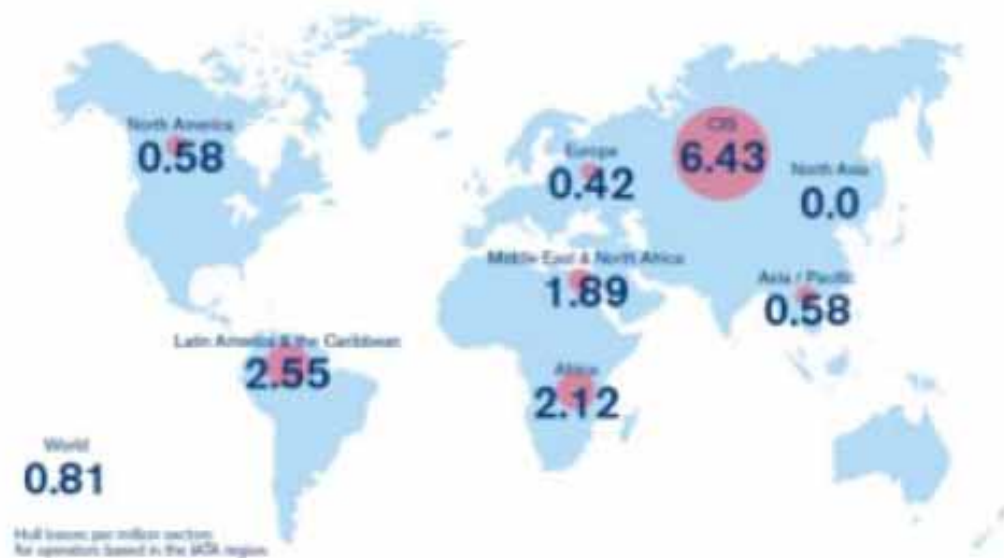 North America
0.58
Europe
0.42
CIS
6.43
North Asia
0.0
Middle East & North Africa
1.89
Asia / Pacific
0.58
Latin America & the Caribbean
2.55
Africa
2.12
World
0.81
Hull losses per million sectors
for operators based in the IATA region